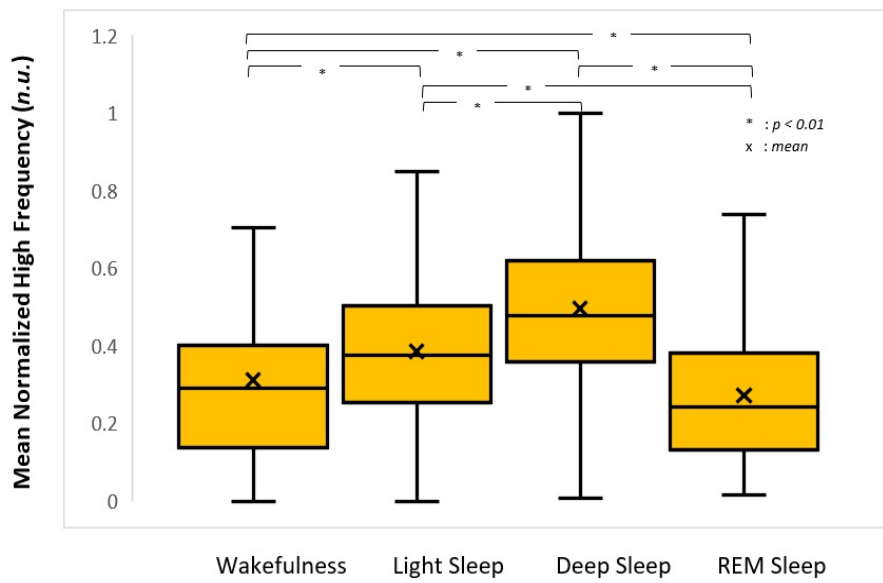 Mean Normalized High Frequency (n.u.)
1.2
1
0.8
0.6
0.4
0.2
0
*
*
*
*
*
*
* : p < 0.01
x : mean
Wakefulness
Light Sleep
Deep Sleep
REM Sleep